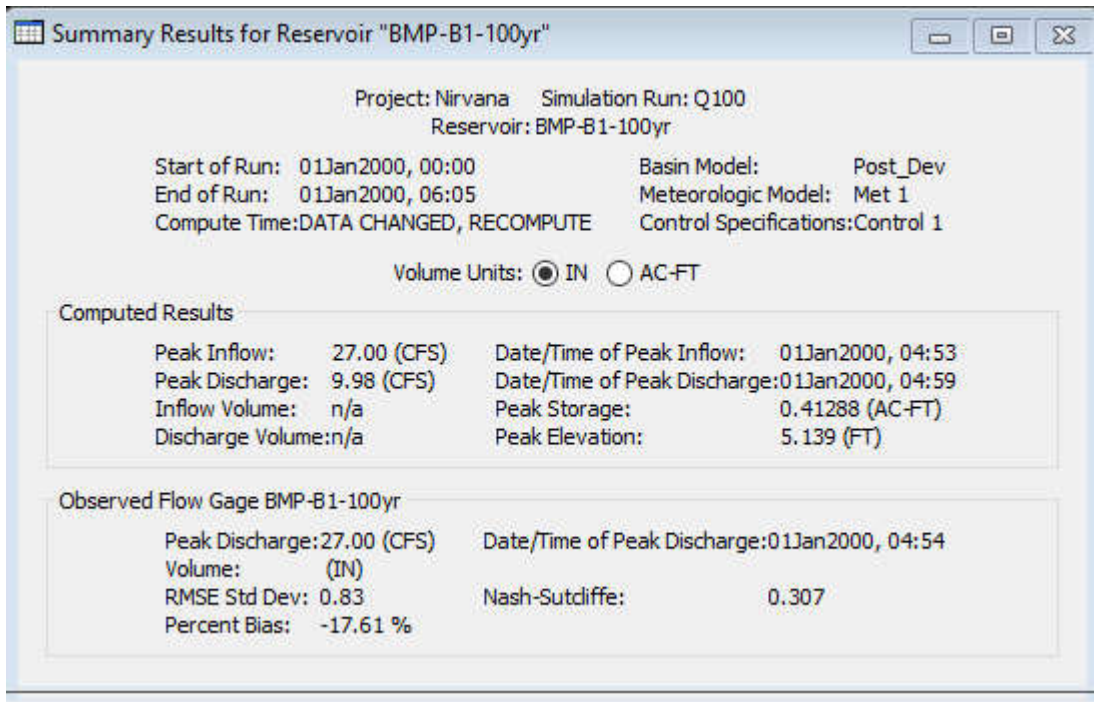 Summary Results for Reservoir "BMP-B1-100yr"
Project: Nirvana Simulation Run: Q100
Reservoir: BMP-B1-100yr
Start of Run: 01Jan2000, 00:00 Basin Model: Post_Dev
End of Run: 01Jan2000, 06:05 Meteorologic Model: Met 1
Compute Time:DATA CHANGED, RECOMPUTE Control Specifications:Control 1
Volume Units: IN AC-FT
Computed Results
Peak Inflow: 27.00 (CFS) Date/Time of Peak Inflow: 01Jan2000, 04:53
Peak Discharge: 9.98 (CFS) Date/Time of Peak Discharge:01Jan2000, 04:59
Inflow Volume: n/a Peak Storage: 0.41288 (AC-FT)
Discharge Volume:n/a Peak Elevation: 5.139 (FT)
Observed Flow Gage BMP-B1-100yr
Peak Discharge:27.00 (CFS) Date/Time of Peak Discharge:01Jan2000, 04:54
Volume: (IN)
RMSE Std Dev: 0.83 Nash-Sutcliffe: 0.307
Percent Bias: -17.61 %